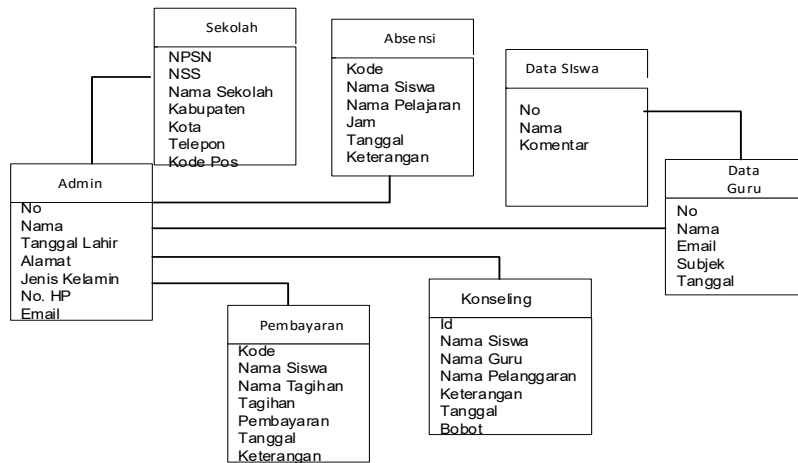 Sekolah
NPSN
NSS
Nama Sekolah
Kabupaten
Kota
Telepon
Kode Pos
Absensi
Kode
Nama Siswa
Nama Pelajaran
Jam
Tanggal
Keterangan
Data SIswa
No
Nama
Komentar
Admin
No
Nama
Tanggal Lahir
Alamat
Jenis Kelamin
No. HP
Email
Data
Guru
No
Nama
Email
Subjek
Tanggal
Pembayaran
Kode
Nama Siswa
Nama Tagihan
Tagihan
Pembayaran
Tanggal
Keterangan
Konseling
Id
Nama Siswa
Nama Guru
Nama Pelanggaran
Keterangan
Tanggal
Bobot